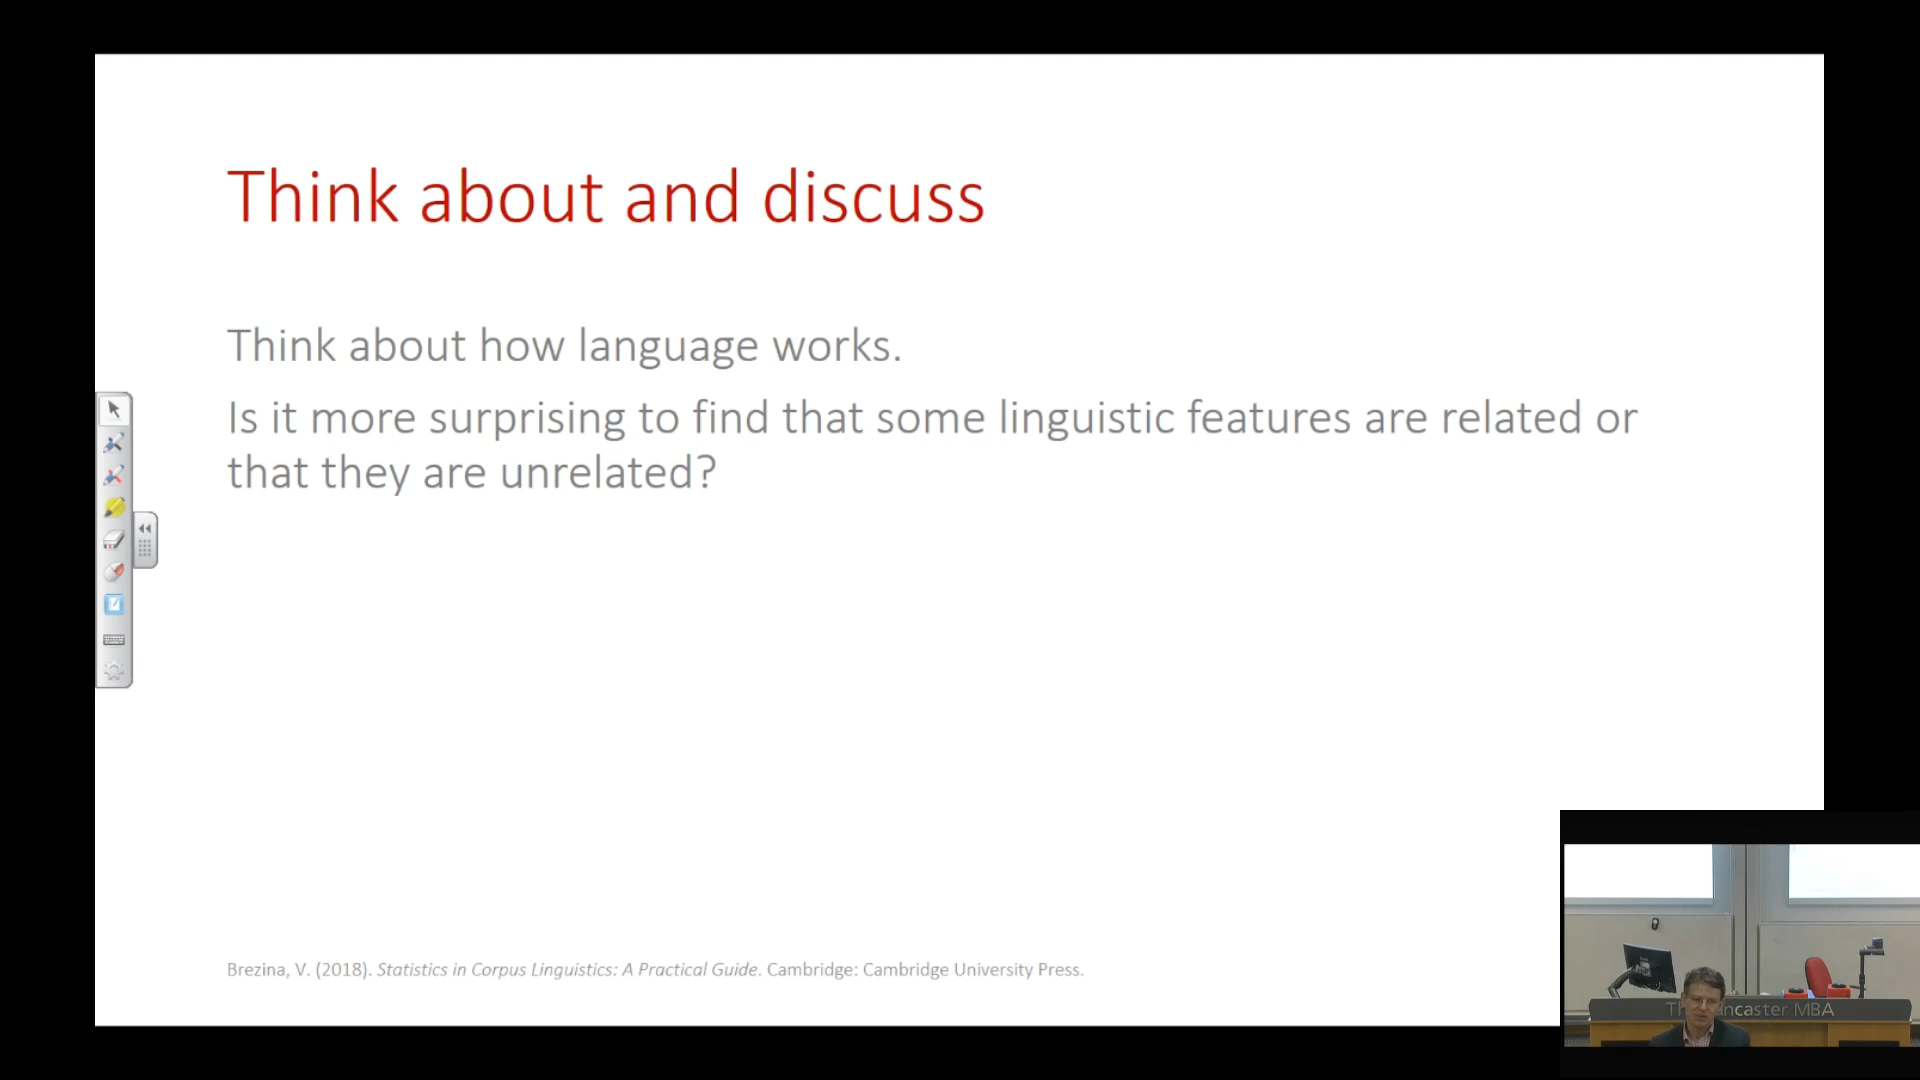 Think about and discuss
Think about how language works.
Is it more surprising to find that some linguistic features are related or
that they are unrelated?
Brezina, V. (2018). Statistics in Corpus Linguistics: A Practical Guide. Cambridge: Cambridge University Press.
MBA